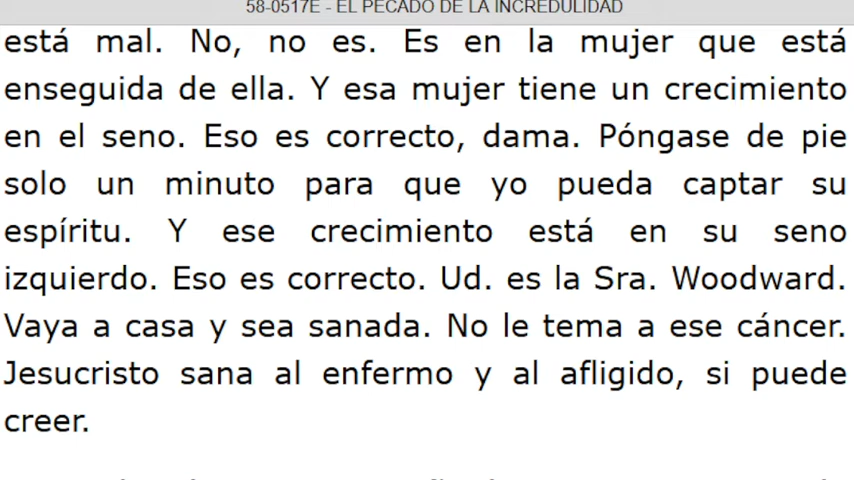 58-0517E - EL PECADO DE LA INCREDULIDAD
está mal. No, no es. Es en la mujer que está
enseguida de ella. Y esa mujer tiene un crecimiento
en el seno. Eso es correcto, dama. Póngase de pie
solo un minuto para que yo pueda captar su
espíritu. Y ese crecimiento está en su seno
izquierdo. Eso es correcto. Ud. es la Sra. Woodward.
Vaya a casa y sea sanada. No le tema a ese cáncer.
Jesucristo sana al enfermo y al afligido, si puede
creer.